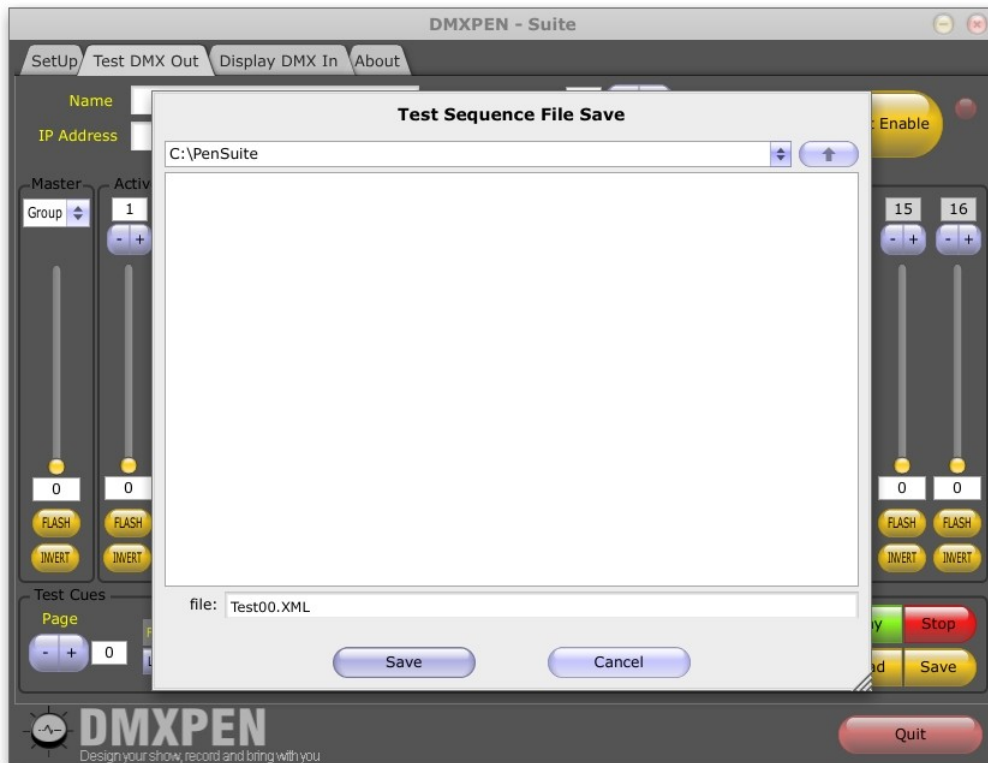 DMXPEN - Suite
SetUp Test DMX Out Display DMX In About
Name
IP Address
Enable
Test Sequence File Save
C:\PenSuite
Master
Group
1
- +
15 16
- + - +
0 0 0 0
FLASH FLASH FLASH FLASH
INVERT INVERT INVERT INVERT
file: Test00.XML
Save Cancel
Test Cues
Page
- + 0
Stop
Save
DMXPEN
Design your show, record and bring with you
Quit